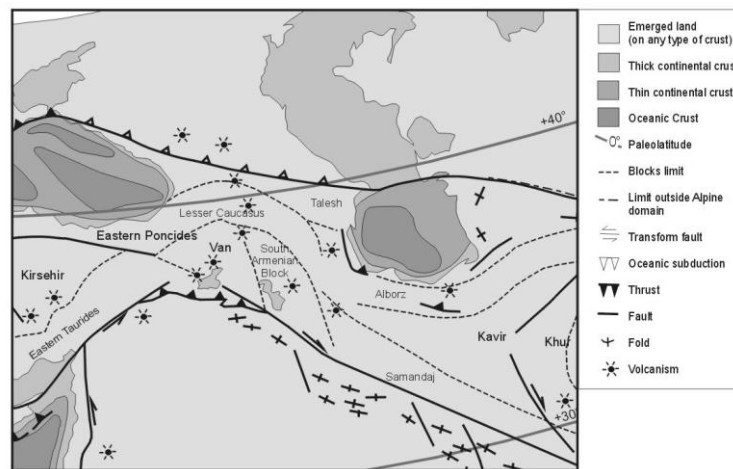 +40°
Lesser Caucasus
Talesh
Eastern Poncides
Van
South
Armenian
Block
Kirsehir
Alborz
Eastern Taurides
Kavir
Khur
Samandaj
+30°
Emerged land
(on any type of crust)
Thick continental crust
Thin continental crust
Oceanic Crust
0° Paleolatitude
Blocks limit
Limit outside Alpine
domain
Transform fault
Oceanic subduction
Thrust
Fault
Fold
Volcanism